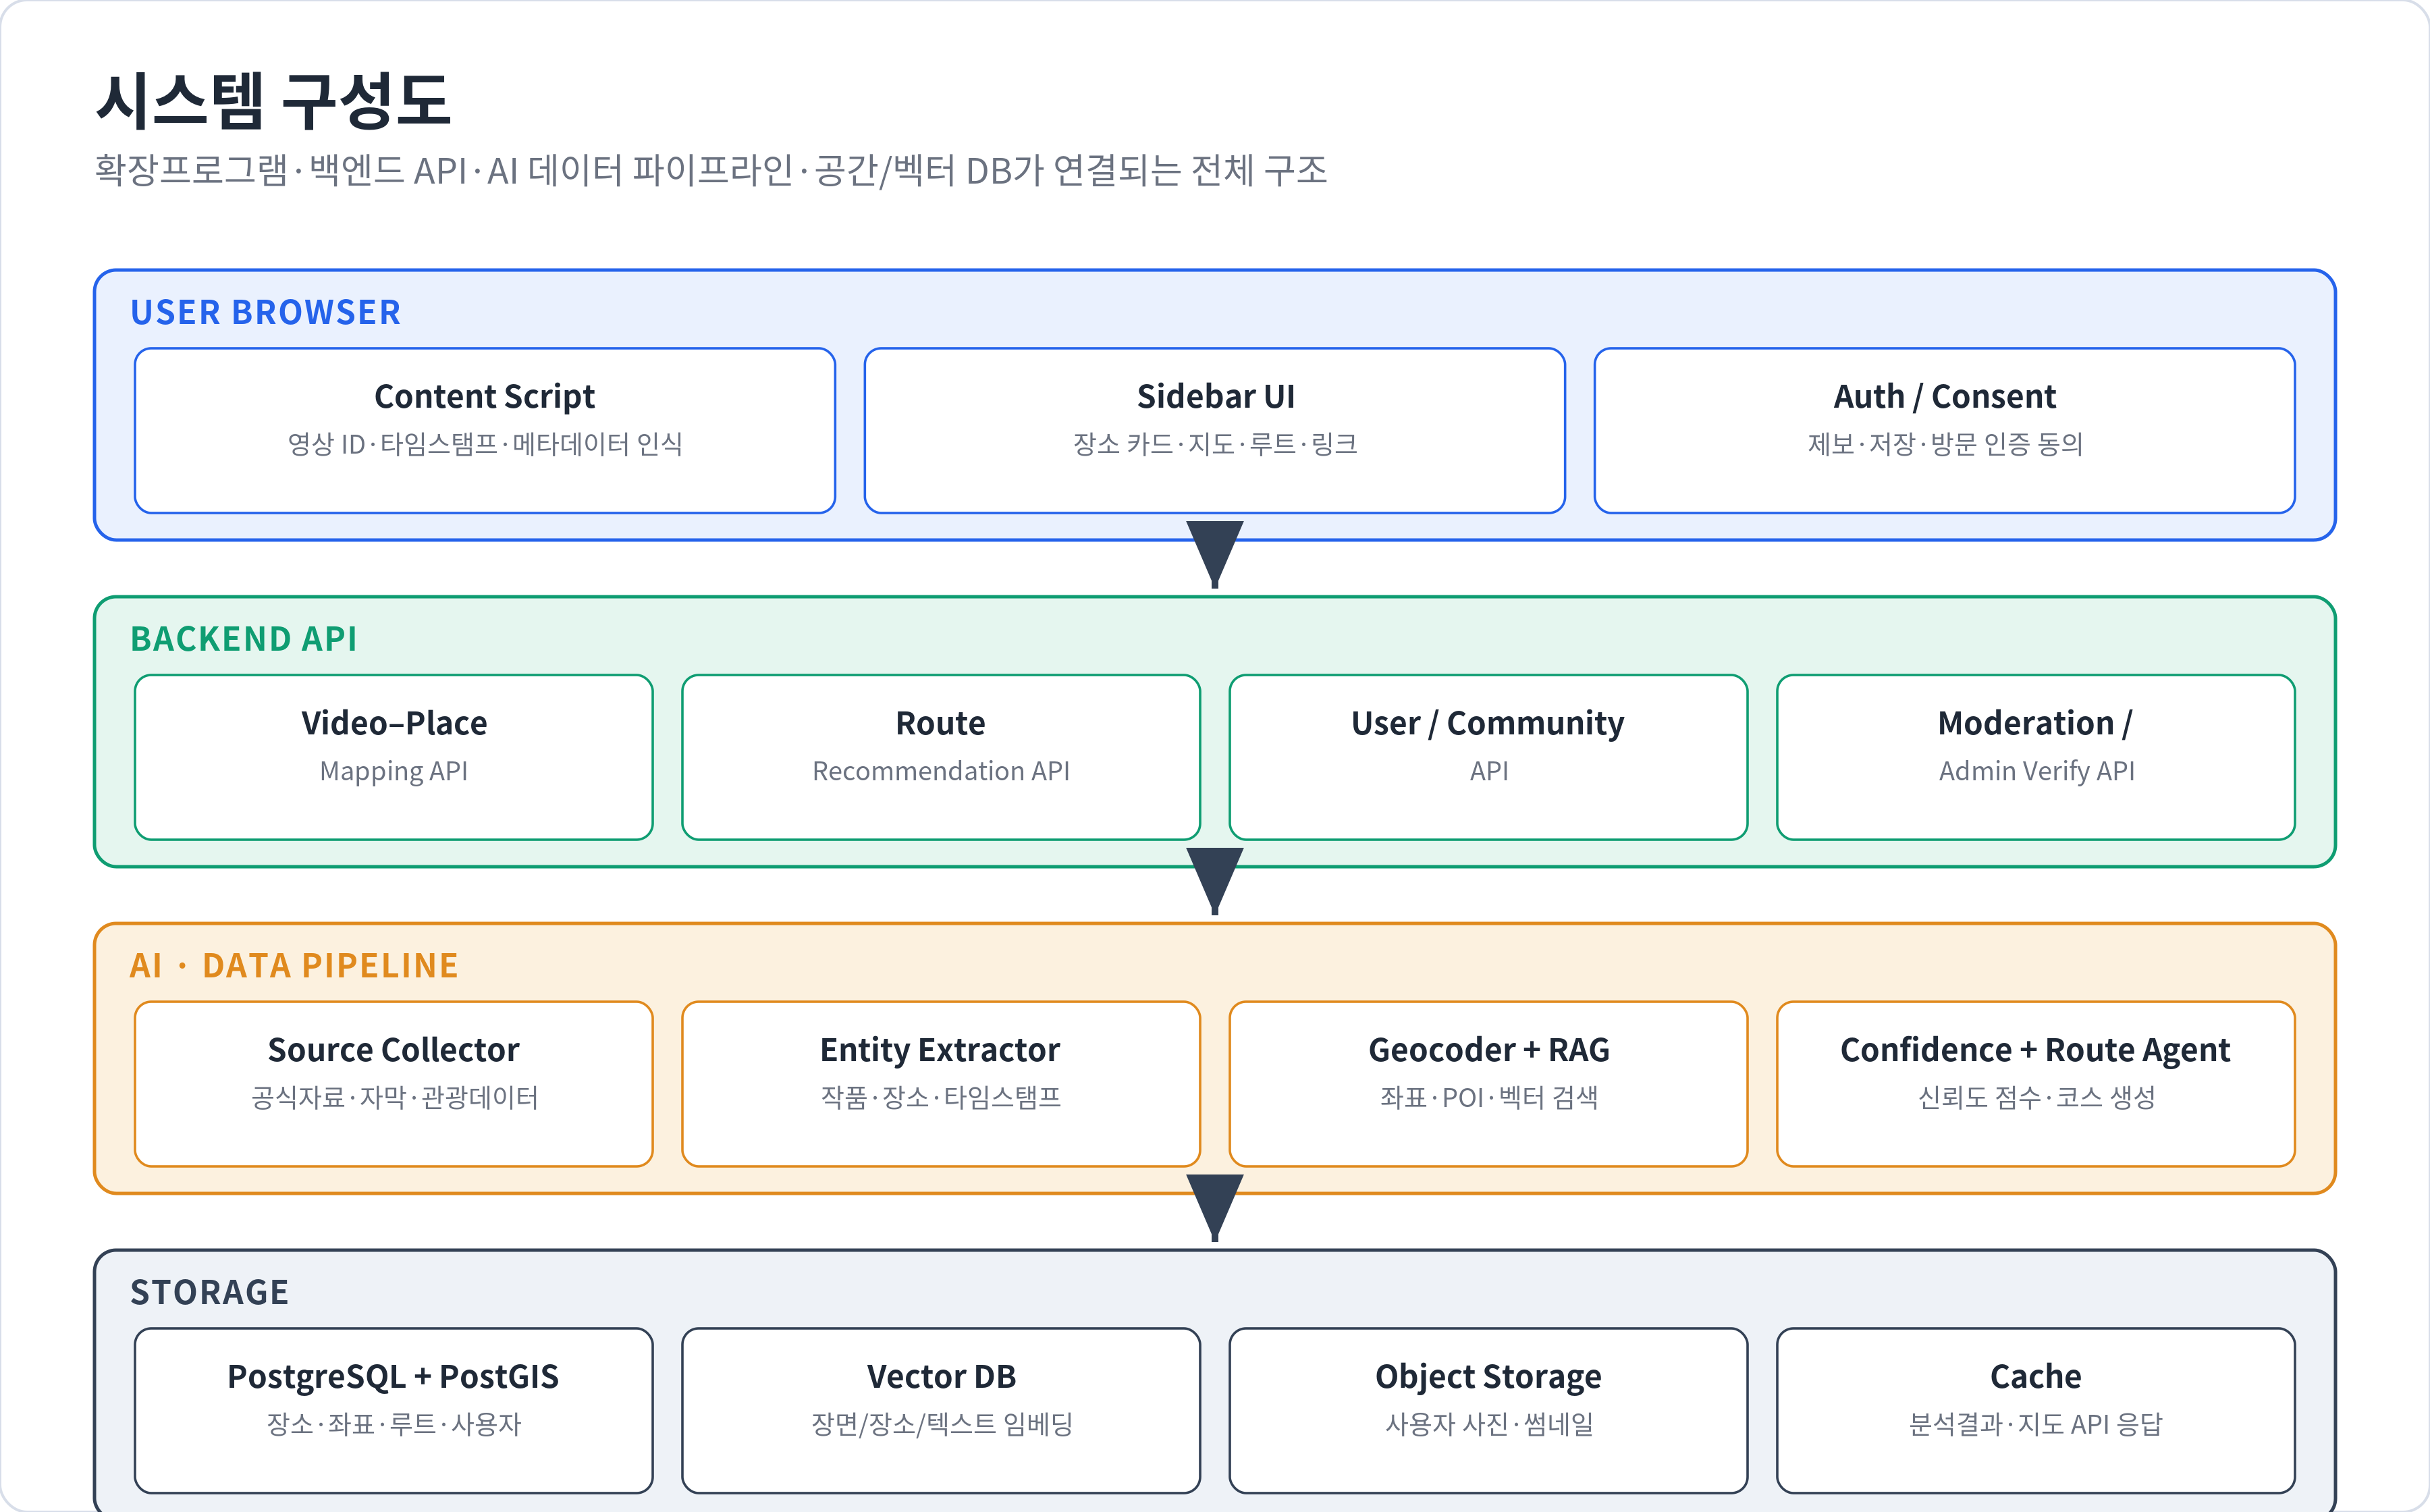 시스템 구성도
확장프로그램·백엔드 API·AI 데이터 파이프라인·공간/벡터 DB가 연결되는 전체 구조
USER BROWSER
Content Script
영상 ID·타임스탬프·메타데이터 인식
Sidebar UI
장소 카드·지도·루트·링크
Auth / Consent
제보·저장·방문 인증 동의
BACKEND API
Video–Place
Mapping API
Route
Recommendation API
User / Community
API
Moderation /
Admin Verify API
AI · DATA PIPELINE
Source Collector
공식자료·자막·관광데이터
Entity Extractor
작품·장소·타임스탬프
Geocoder + RAG
좌표·POI·벡터 검색
Confidence + Route Agent
신뢰도 점수·코스 생성
STORAGE
PostgreSQL + PostGIS
장소·좌표·루트·사용자
Vector DB
장면/장소/텍스트 임베딩
Object Storage
사용자 사진·썸네일
Cache
분석결과·지도 API 응답